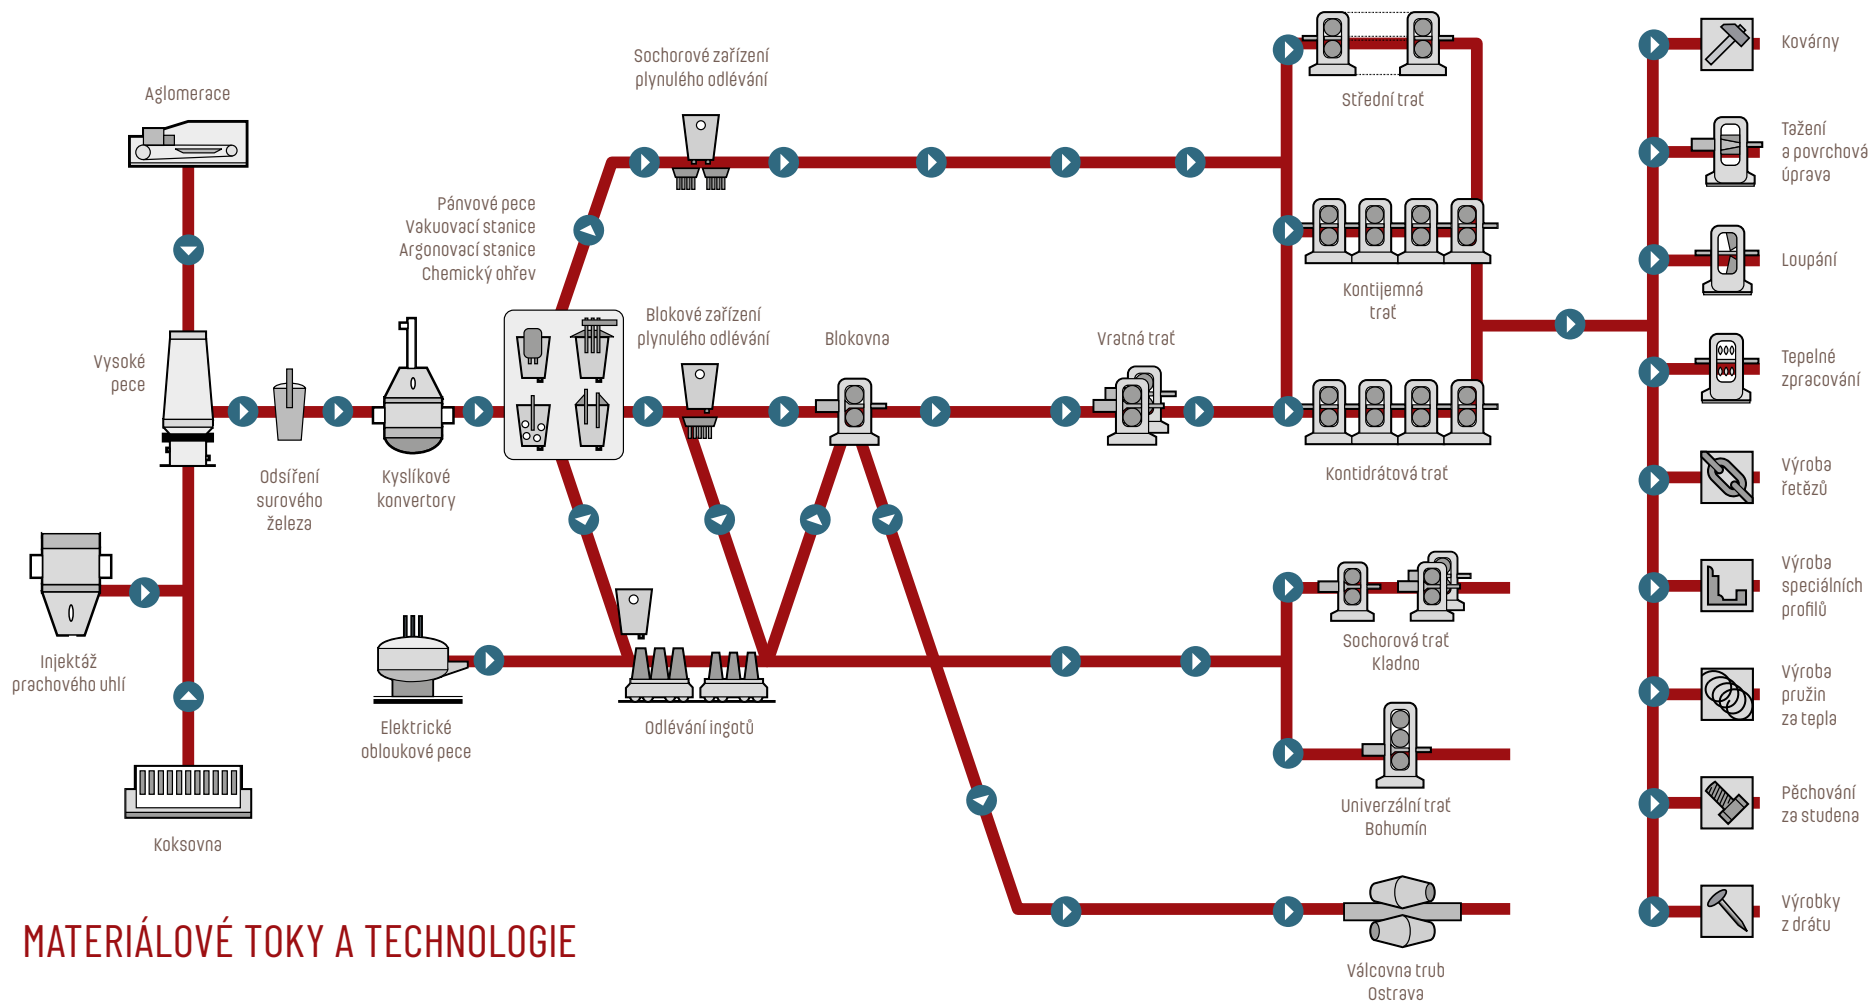 Aglomerace
Vysoké
pece
Injektáž
prachového uhlí
Koksovna
Odsíření
surového
železa
Kyslíkové
konvertory
Pánvové pece
Vakuovací stanice
Argonovací stanice
Chemický ohřev
Elektrické
obloukové pece
Sochorové zařízení
plynulého odlévání
Blokové zařízení
plynulého odlévání
Odlévání ingotů
Blokovna
Vratná trať
Střední trať
Kontijemná
trať
Kontidrátová trať
Sochorová trať
Kladno
Univerzální trať
Bohumín
Válcovna trub
Ostrava
Kovárny
Tažení
a povrchová
úprava
Loupání
Tepelné
zpracování
Výroba
řetězů
Výroba
speciálních
profilů
Výroba
pružin
za tepla
Pěchování
za studena
Výrobky
z drátu
MATERIÁLOVÉ TOKY A TECHNOLOGIE